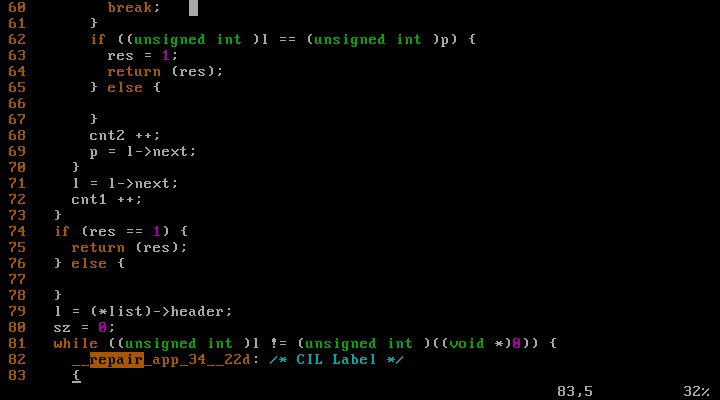 60         break;
61       }
62       if ((unsigned int )l == (unsigned int )p) {
63         res = 1;
64         return (res);
65       } else {
66
67       }
68       cnt2 ++;
69       p = l->next;
70     }
71     l = l->next;
72     cnt1 ++;
73   }
74   if (res == 1) {
75     return (res);
76   } else {
77
78   }
79   l = (*list)->header;
80   sz = 0;
81   while ((unsigned int )l != (unsigned int )((void *)0)) {
82     __repair_app_34__22d: /* CIL Label */
83     {
83,5 32%